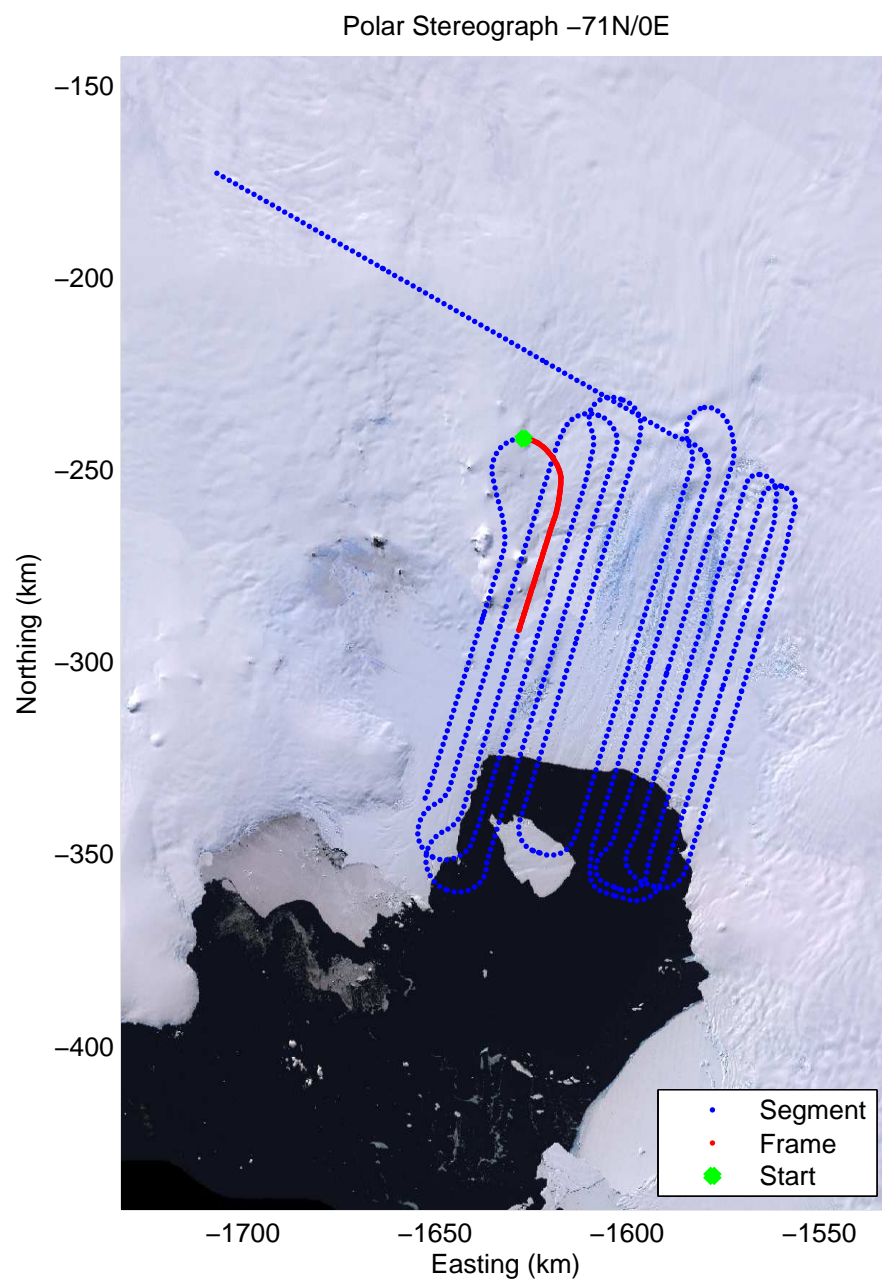 Polar Stereograph −71N/0E
−150
−200
−250
−300
−350
−400
Northing (km)
−1700
−1650
−1600
−1550
Easting (km)
Segment
Frame
Start